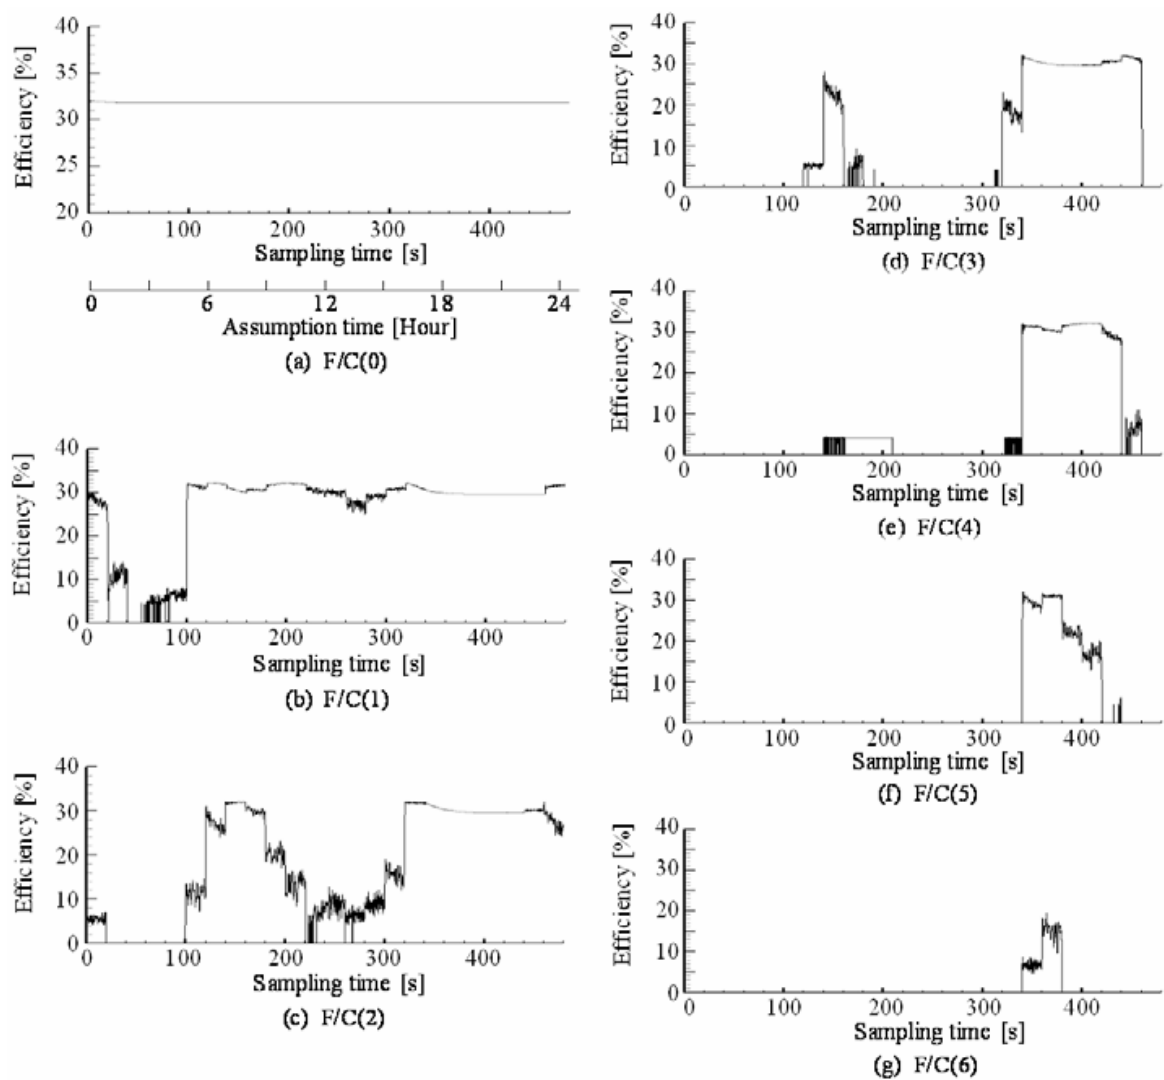 40
35
30
25
20
Efficiency [%]
0 100 200 300 400
Sampling time [s]
0 6 12 18 24
Assumption time [Hour]
(a) F/C(0)
40
30
20
10
0
Efficiency [%]
0 100 200 300 400
Sampling time [s]
(b) F/C(1)
40
30
20
10
0
Efficiency [%]
0 100 200 300 400
Sampling time [s]
(c) F/C(2)
40
30
20
10
0
Efficiency [%]
0 100 200 300 400
Sampling time [s]
(d) F/C(3)
40
30
20
10
0
Efficiency [%]
0 100 200 300 400
Sampling time [s]
(e) F/C(4)
40
30
20
10
0
Efficiency [%]
0 100 200 300 400
Sampling time [s]
(f) F/C(5)
40
30
20
10
0
Efficiency [%]
0 100 200 300 400
Sampling time [s]
(g) F/C(6)